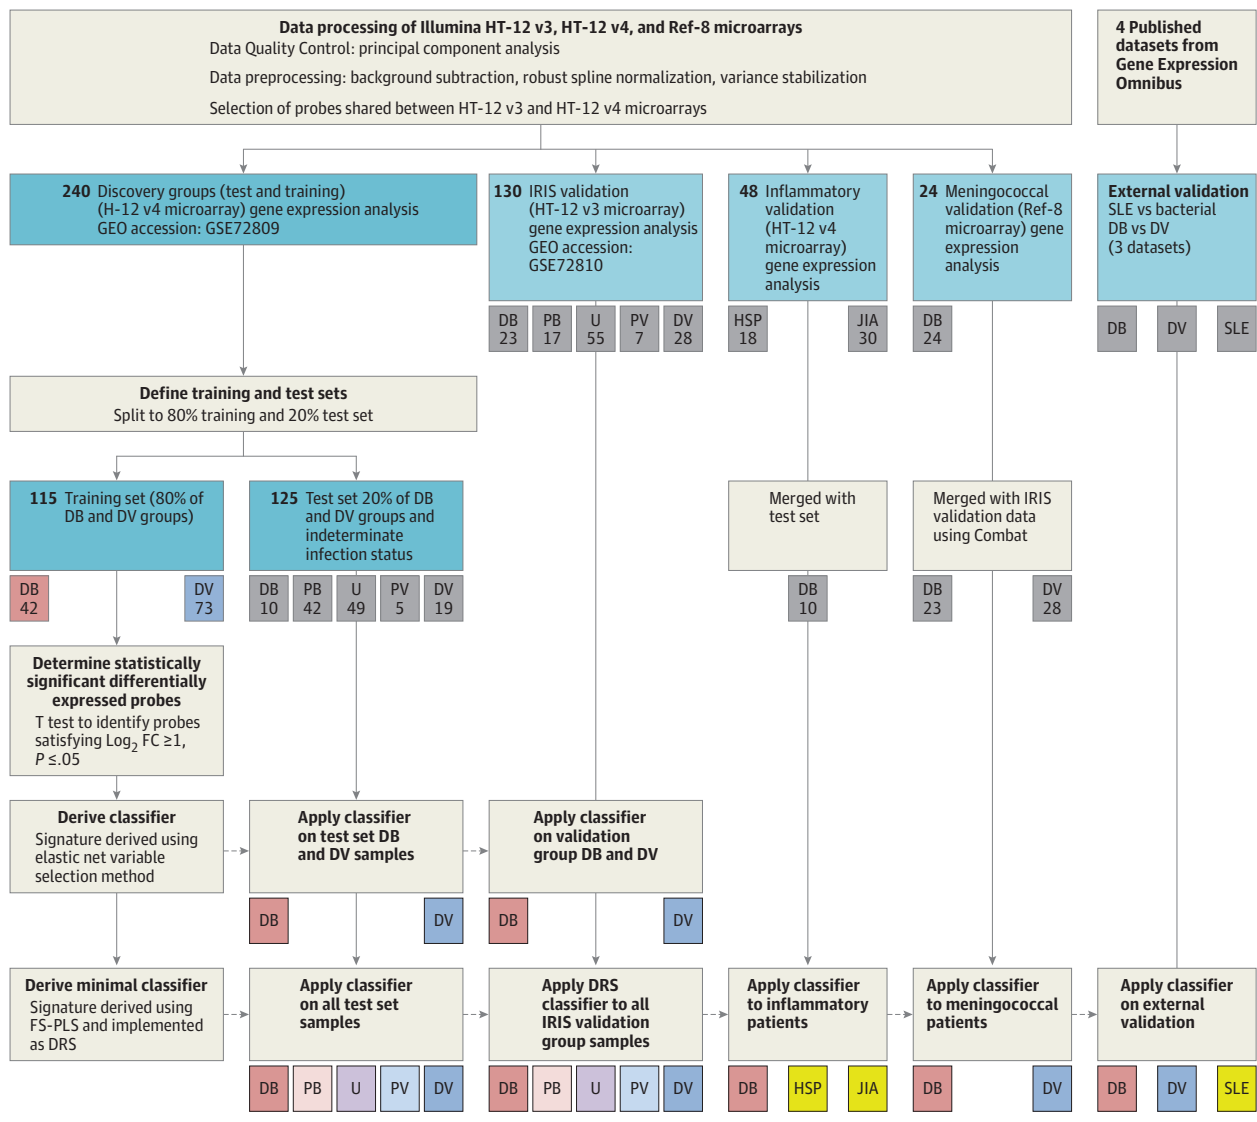 Data processing of Illumina HT-12 v3, HT-12 v4, and Ref-8 microarrays
Data Quality Control: principal component analysis
Data preprocessing: background subtraction, robust spline normalization, variance stabilization
Selection of probes shared between HT-12 v3 and HT-12 v4 microarrays
4 Published
datasets from
Gene Expression
Omnibus
240 Discovery groups (test and training)
(H-12 v4 microarray) gene expression analysis
GEO accession: GSE72809
130 IRIS validation
(HT-12 v3 microarray)
gene expression analysis
GEO accession:
GSE72810
48 Inflammatory
validation
(HT-12 v4
microarray)
gene expression
analysis
24 Meningococcal
validation (Ref-8
microarray) gene
expression
analysis
External validation
SLE vs bacterial
DB vs DV
(3 datasets)
DB
23
PB
17
U
55
PV
7
DV
28
HSP
18
JIA
30
DB
24
DB
DV
SLE
Define training and test sets
Split to 80% training and 20% test set
115 Training set (80% of
DB and DV groups)
125 Test set 20% of DB
and DV groups and
indeterminate
infection status
Merged with
test set
Merged with IRIS
validation data
using Combat
DB
42
DV
73
DB
10
PB
42
U
49
PV
5
DV
19
DB
10
DB
23
DV
28
Determine statistically
significant differentially
expressed probes
T test to identify probes
satisfying Log2 FC ≥1,
P ≤.05
Derive classifier
Signature derived using
elastic net variable
selection method
Apply classifier
on test set DB
and DV samples
Apply classifier
on validation
group DB and DV
DB
DV
DB
DV
Derive minimal classifier
Signature derived using
FS-PLS and implemented
as DRS
Apply classifier
on all test set
samples
Apply DRS
classifier to all
IRIS validation
group samples
Apply classifier
to inflammatory
patients
Apply classifier
to meningococcal
patients
Apply classifier
on external
validation
DB
PB
U
PV
DV
DB
PB
U
PV
DV
DB
HSP
JIA
DB
DV
DB
DV
SLE